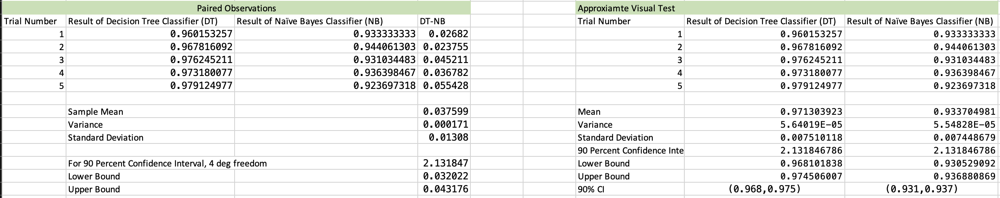 Paired Observations Approxiamte Visual Test
Trial Number Result of Decision Tree Classifier (DT) Result of Naïve Bayes Classifier (NB) DT-NB Trial Number Result of Decision Tree Classifier (DT) Result of Naïve Bayes Classifier (NB)
1 0.960153257 0.933333333 0.02682 1 0.960153257 0.933333333
2 0.967816092 0.944061303 0.023755 2 0.967816092 0.944061303
3 0.976245211 0.931034483 0.045211 3 0.976245211 0.931034483
4 0.973180077 0.936398467 0.036782 4 0.973180077 0.936398467
5 0.979124977 0.923697318 0.055428 5 0.979124977 0.923697318
Sample Mean 0.037599 Mean 0.971303923 0.933704981
Variance 0.000171 Variance 5.64019E-05 5.54828E-05
Standard Deviation 0.01308 Standard Deviation 0.007510118 0.007448679
90 Percent Confidence Inte 2.131846786 2.131846786
For 90 Percent Confidence Interval, 4 deg freedom 2.131847 Lower Bound 0.968101838 0.930529092
Lower Bound 0.032022 Upper Bound 0.974506007 0.936880869
Upper Bound 0.043176 90% CI (0.968,0.975) (0.931,0.937)